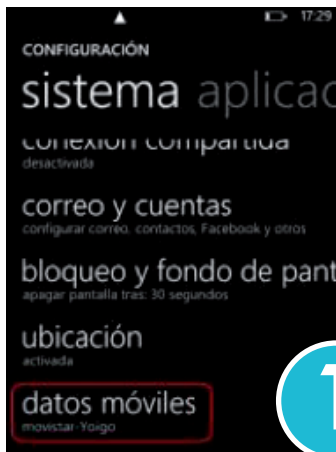 17:29
CONFIGURACIÓN
sistema aplicac
conexión compartida
desactivada
correo y cuentas
configurar correo, contactos, Facebook y otros
bloqueo y fondo de pant
apagar pantalla tras: 30 segundos
ubicación
activada
datos móviles
movistar-Yoigo
1